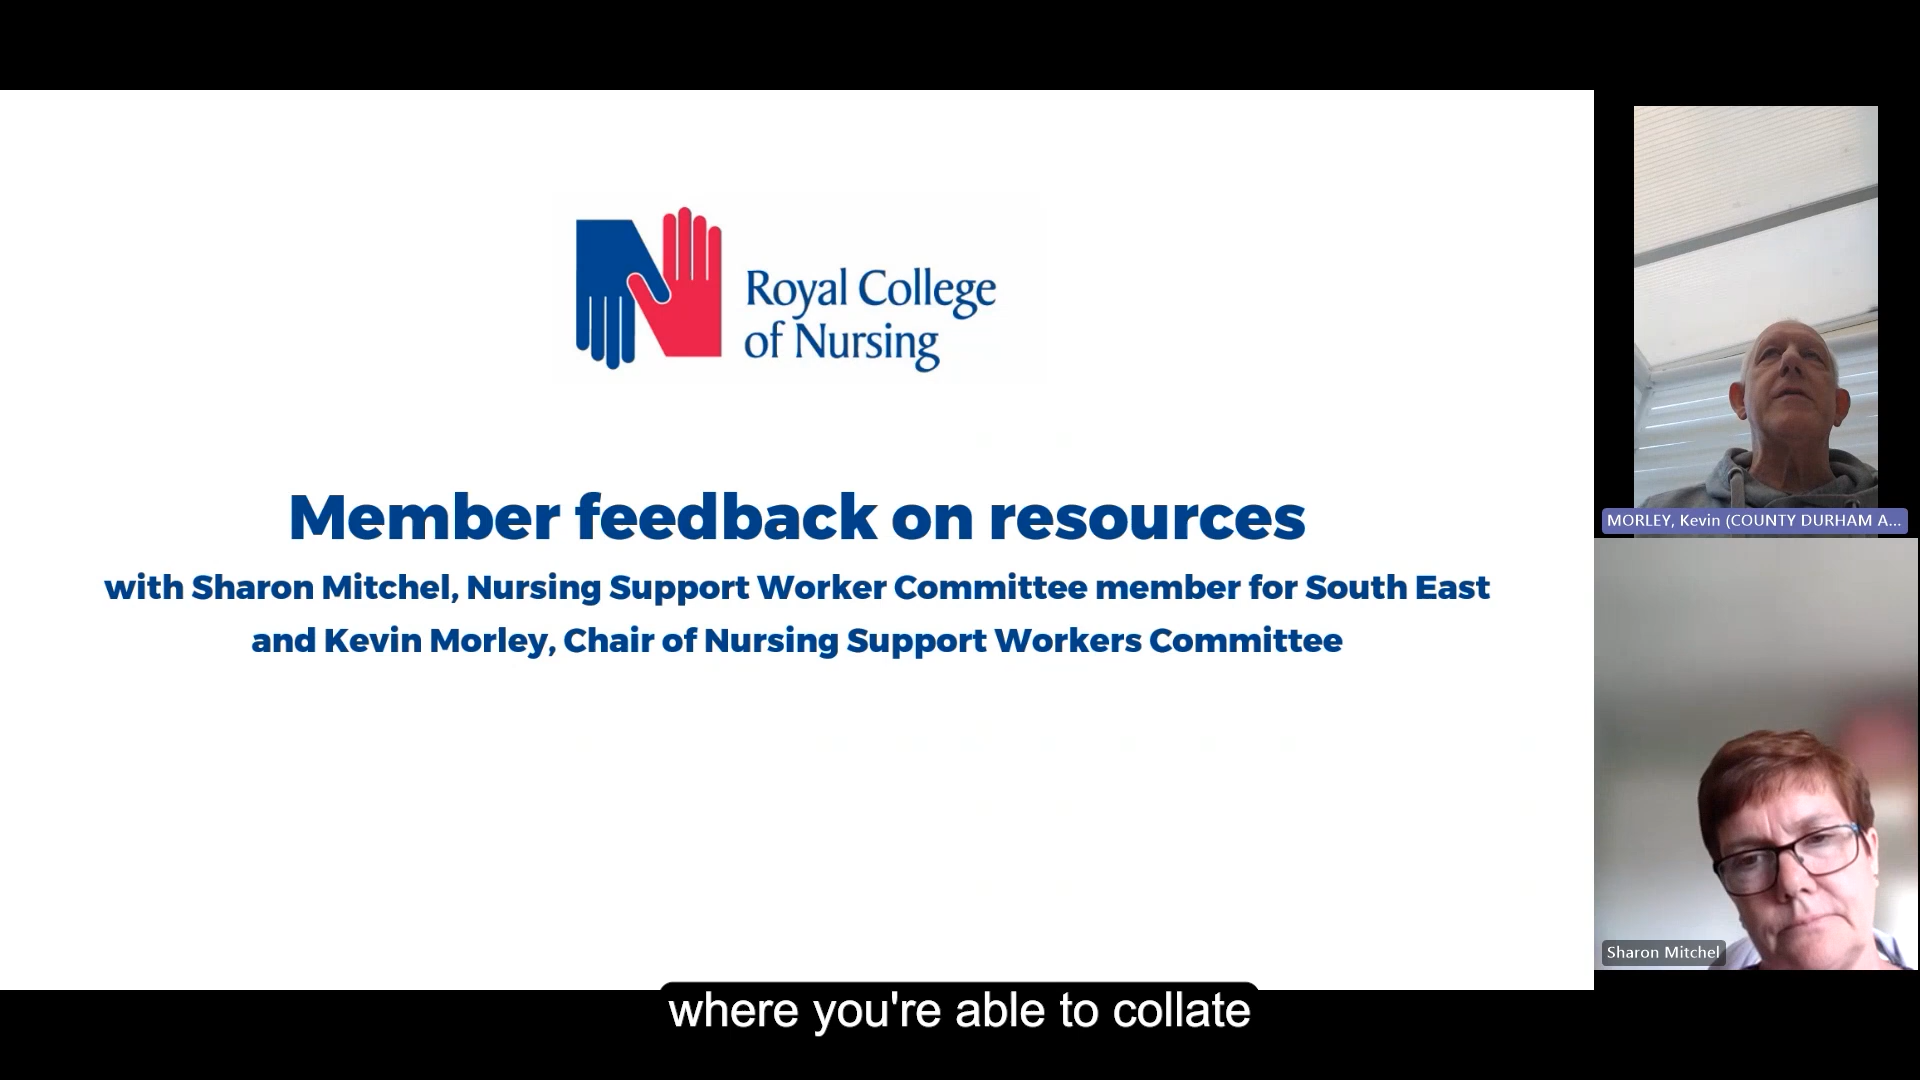 Royal College
of Nursing
Member feedback on resources
with Sharon Mitchel, Nursing Support Worker Committee member for South East
and Kevin Morley, Chair of Nursing Support Workers Committee
MORLEY, Kevin (COUNTY DURHAM A...
Sharon Mitchel
where you're able to collate